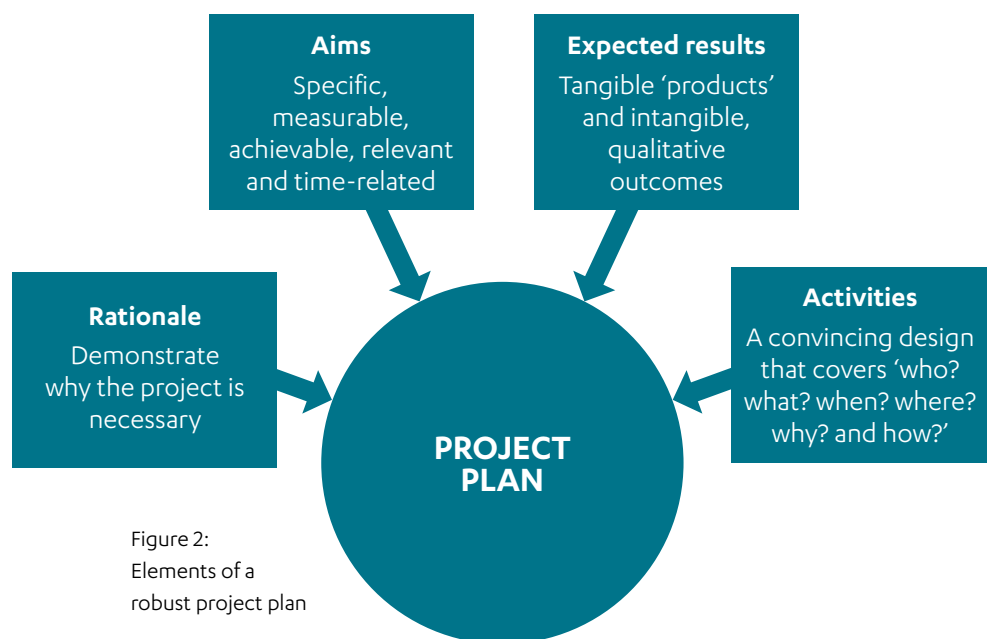 Aims
Specific,
measurable,
achievable, relevant
and time-related
Expected results
Tangible ‘products’
and intangible,
qualitative
outcomes
Rationale
Demonstrate
why the project is
necessary
Activities
A convincing design
that covers ‘who?
what? when? where?
why? and how?’
PROJECT
PLAN
Figure 2:
Elements of a
robust project plan